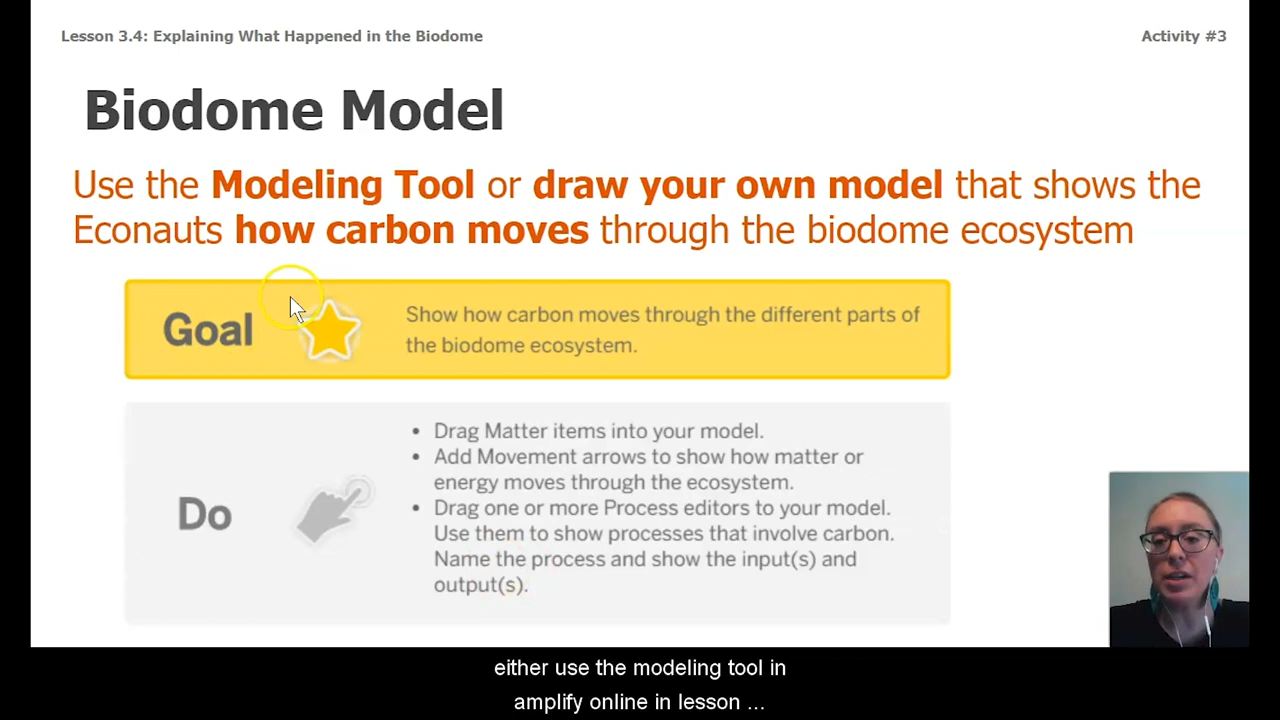 Lesson 3.4: Explaining What Happened in the Biodome
Activity #3
Biodome Model
Use the Modeling Tool or draw your own model that shows the
Econauts how carbon moves through the biodome ecosystem
Goal
Show how carbon moves through the different parts of
the biodome ecosystem.
Do
• Drag Matter items into your model.
• Add Movement arrows to show how matter or
energy moves through the ecosystem.
• Drag one or more Process editors to your model.
Use them to show processes that involve carbon.
Name the process and show the input(s) and
output(s).
either use the modeling tool in
amplify online in lesson ...